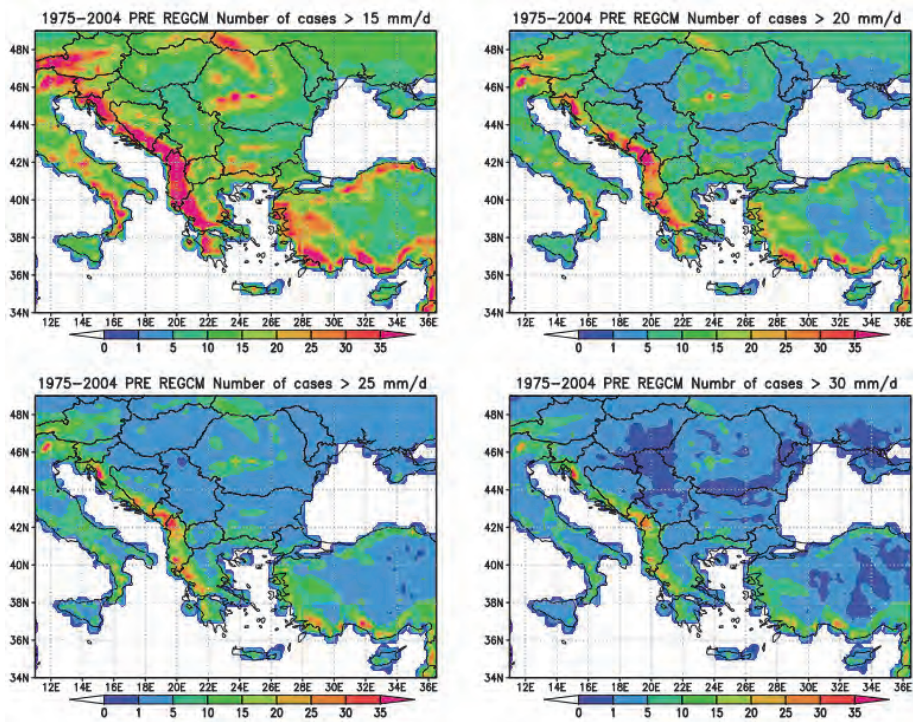 1975-2004 PRE REGCM Number of cases > 15 mm/d
48N
46N
44N
42N
40N
38N
36N
34N
12E 14E 16E 18E 20E 22E 24E 26E 28E 30E 32E 34E 36E
0 1 5 10 15 20 25 30 35
1975-2004 PRE REGCM Number of cases > 20 mm/d
48N
46N
44N
42N
40N
38N
36N
34N
12E 14E 16E 18E 20E 22E 24E 26E 28E 30E 32E 34E 36E
0 1 5 10 15 20 25 30 35
1975-2004 PRE REGCM Number of cases > 25 mm/d
48N
46N
44N
42N
40N
38N
36N
34N
12E 14E 16E 18E 20E 22E 24E 26E 28E 30E 32E 34E 36E
0 1 5 10 15 20 25 30 35
1975-2004 PRE REGCM Numbr of cases > 30 mm/d
48N
46N
44N
42N
40N
38N
36N
34N
12E 14E 16E 18E 20E 22E 24E 26E 28E 30E 32E 34E 36E
0 1 5 10 15 20 25 30 35